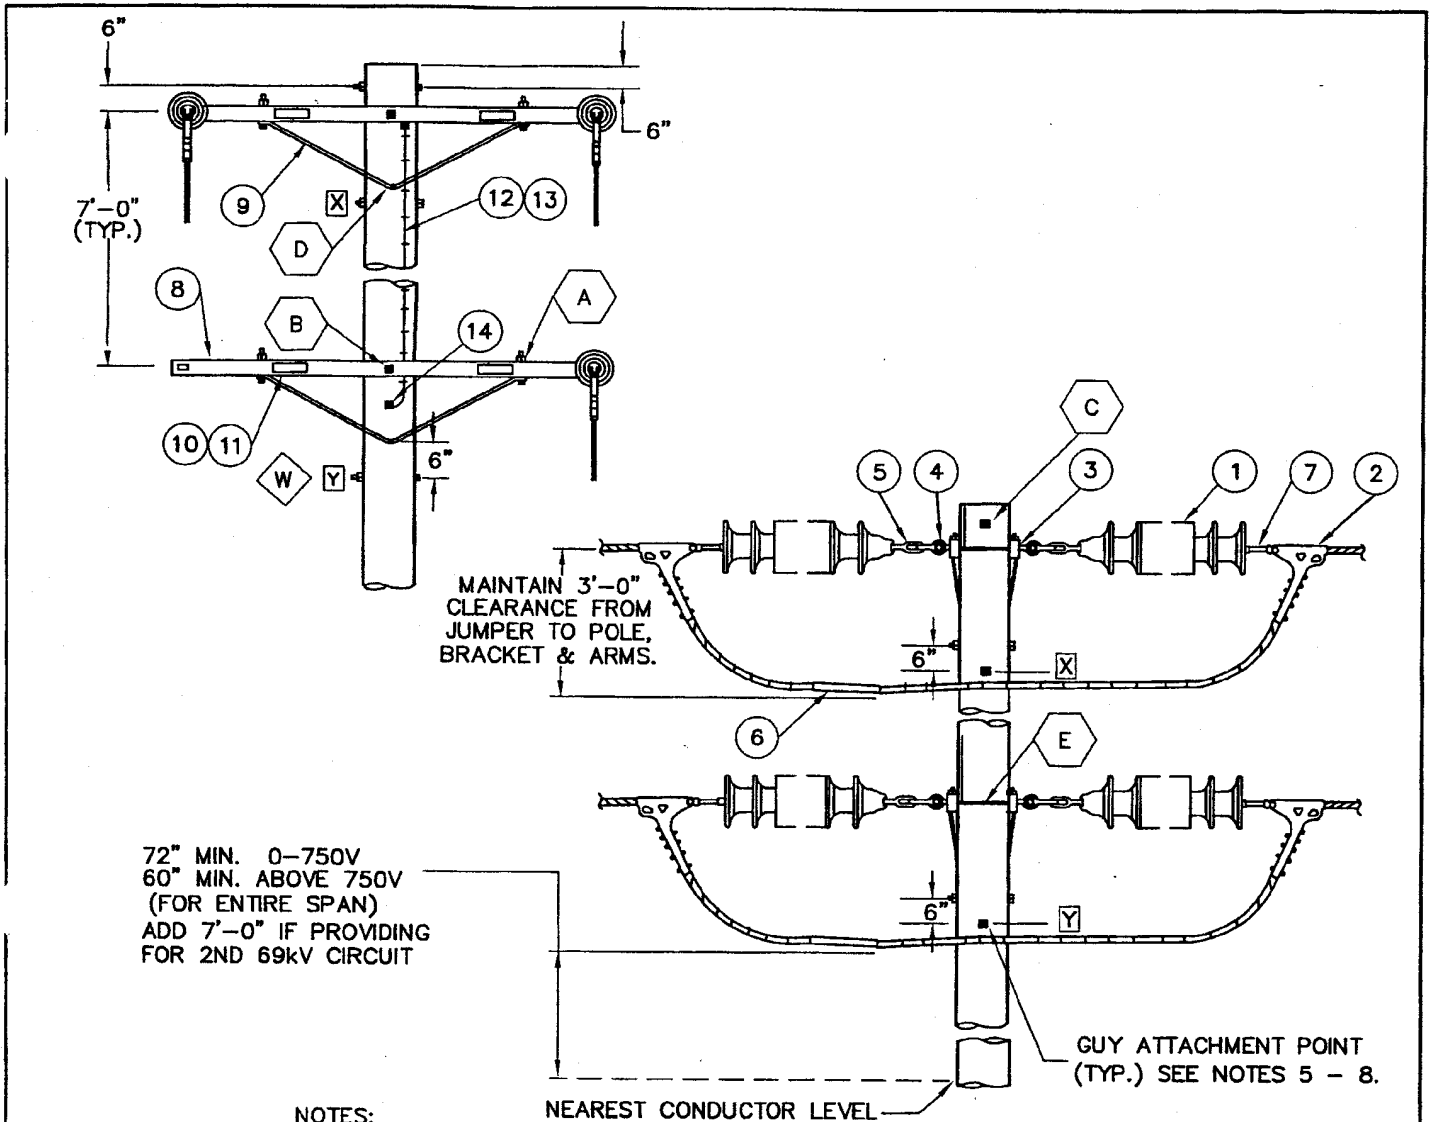 6"
6"
7'-0"
(TYP.)
9
X
12 13
D
8
B
A
14
10 11
6"
W
Y
C
5
4
3
1
7
2
MAINTAIN 3'-0"
CLEARANCE FROM
JUMPER TO POLE,
BRACKET & ARMS.
6"
X
6
E
72" MIN. 0-750V
60" MIN. ABOVE 750V
(FOR ENTIRE SPAN)
ADD 7'-0" IF PROVIDING
FOR 2ND 69kV CIRCUIT
6"
Y
GUY ATTACHMENT POINT
(TYP.) SEE NOTES 5 - 8.
NOTES:
NEAREST CONDUCTOR LEVEL